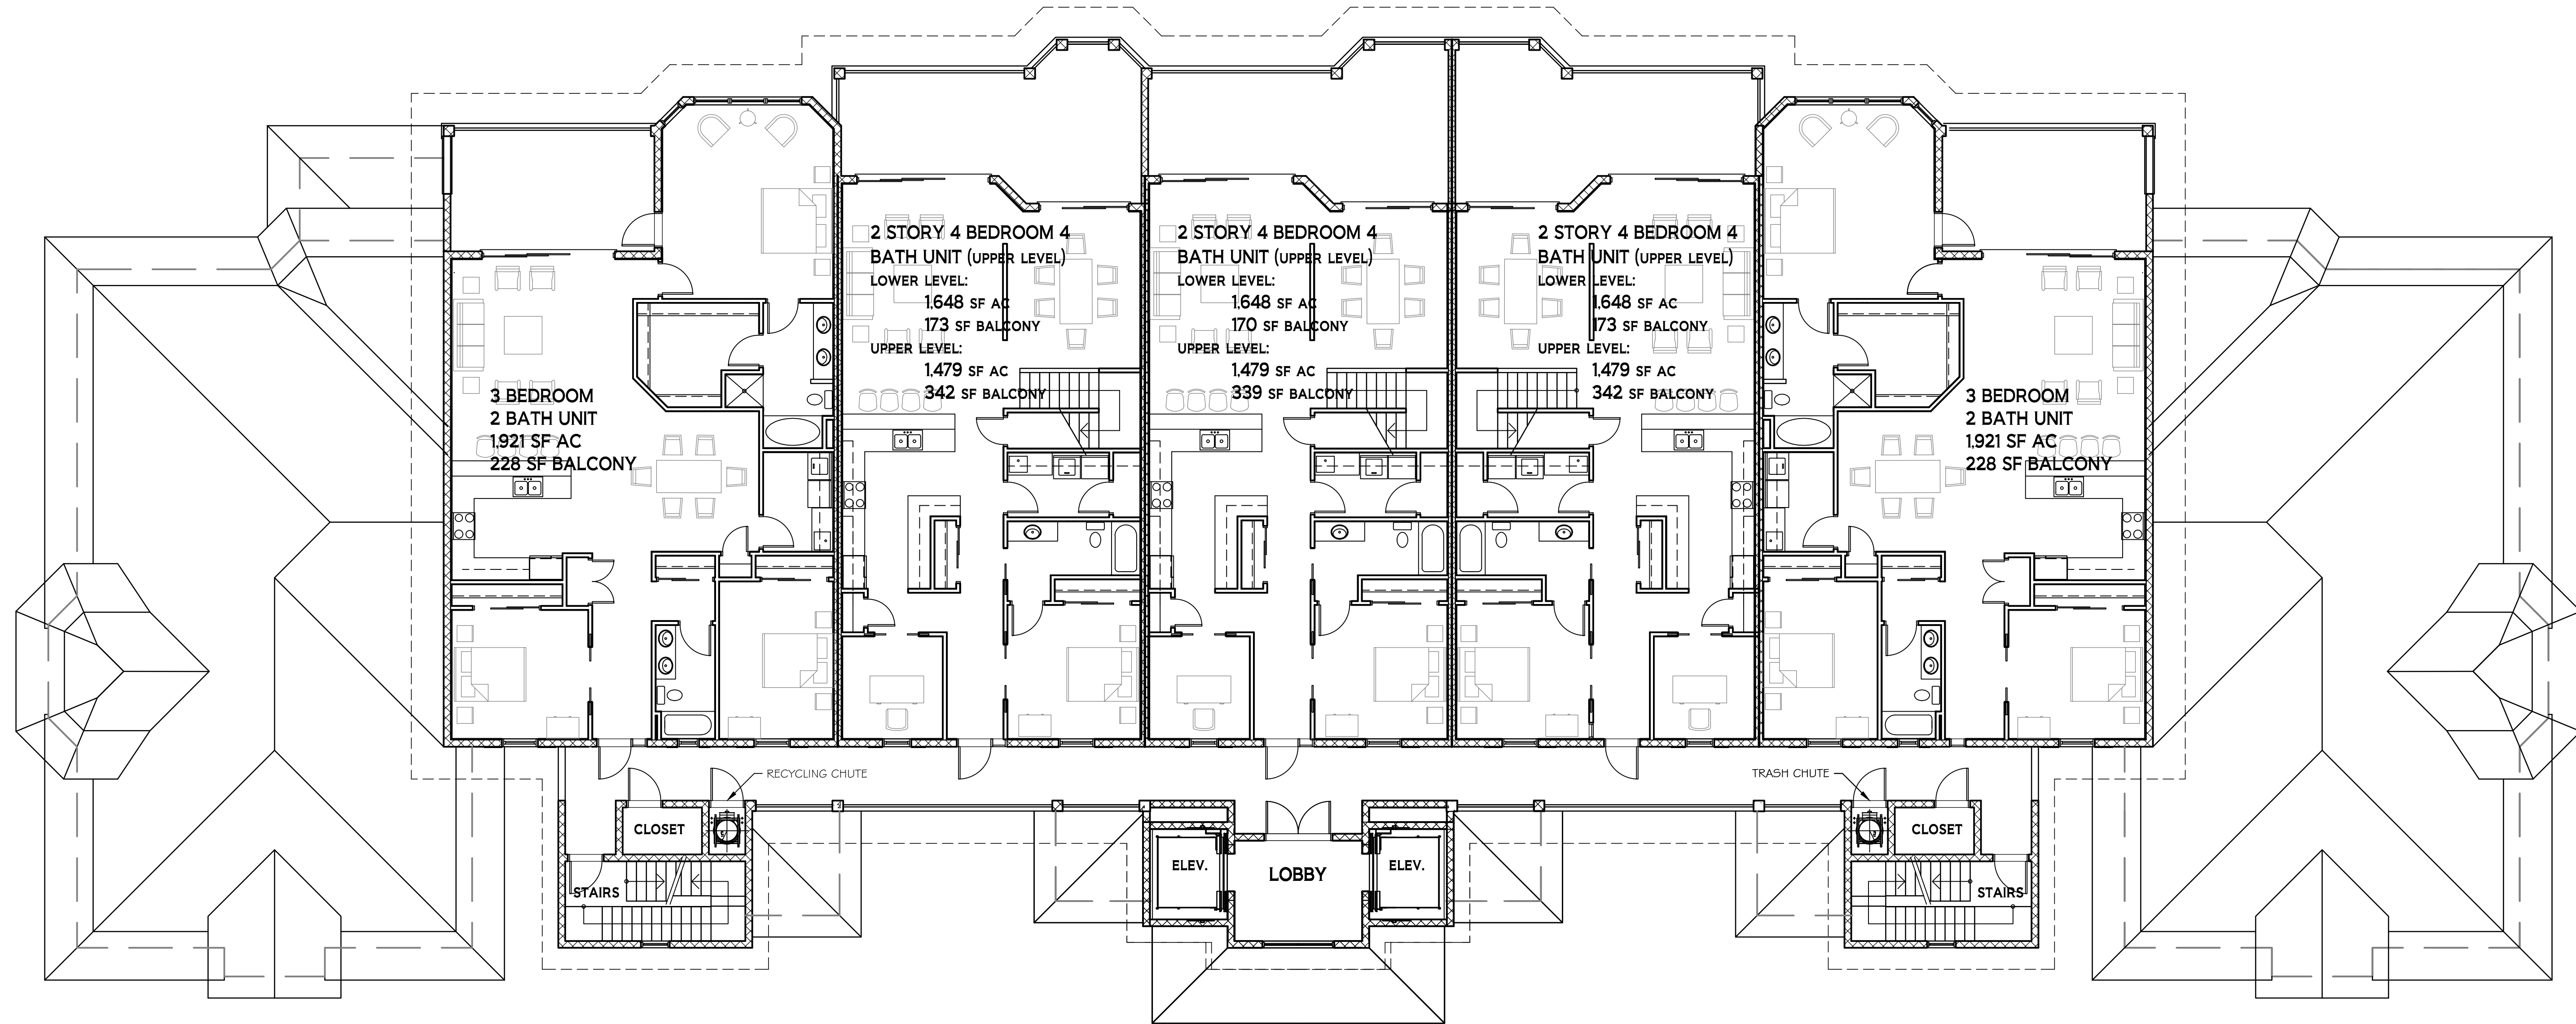 2 STORY 4 BEDROOM 4
BATH UNIT (UPPER LEVEL)
LOWER LEVEL:
1,648 SF AC
173 SF BALCONY
UPPER LEVEL:
1,479 SF AC
342 SF BALCONY
2 STORY 4 BEDROOM 4
BATH UNIT (UPPER LEVEL)
LOWER LEVEL:
1,648 SF AC
170 SF BALCONY
UPPER LEVEL:
1,479 SF AC
339 SF BALCONY
2 STORY 4 BEDROOM 4
BATH UNIT (UPPER LEVEL)
LOWER LEVEL:
1,648 SF AC
173 SF BALCONY
UPPER LEVEL:
1,479 SF AC
342 SF BALCONY
3 BEDROOM
2 BATH UNIT
1,921 SF AC
228 SF BALCONY
3 BEDROOM
2 BATH UNIT
1,921 SF AC
228 SF BALCONY
RECYCLING CHUTE
TRASH CHUTE
CLOSET
CLOSET
ELEV.
LOBBY
ELEV.
STAIRS
STAIRS